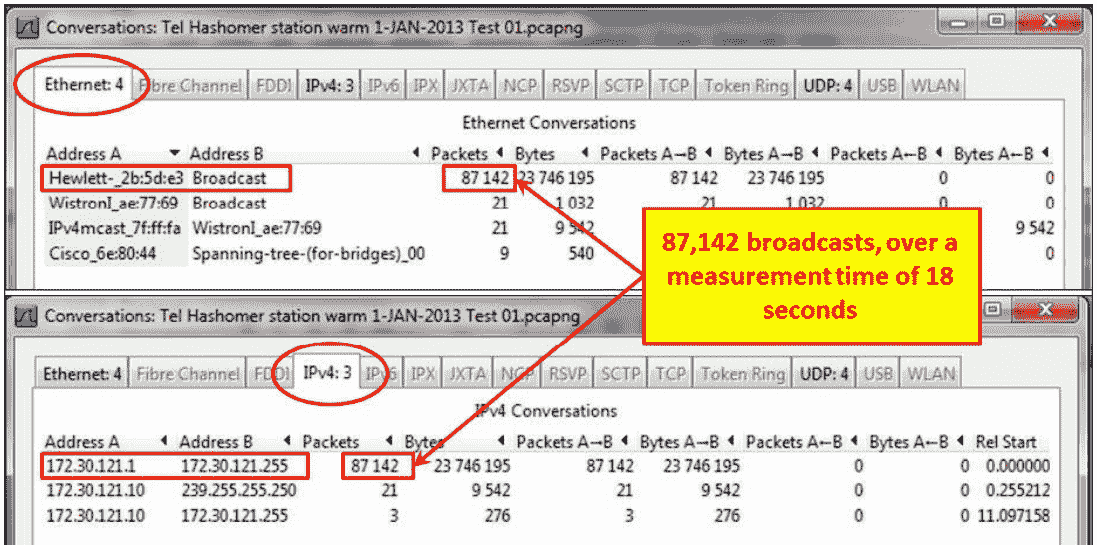 Conversations: Tel Hashomer station warm 1-JAN-2013 Test 01.pcapng
Ethernet: 4 Fibre Channel FDDI IPv4: 3 IPv6 IPX JXTA NCP RSVP SCTP TCP Token Ring UDP: 4 USB WLAN
Ethernet Conversations
Address A Address B Packets Bytes Packets A→B Bytes A→B Packets A←B Bytes A←B
Hewlett-_2b:5d:e3 Broadcast 87 142 23 746 195 87 142 23 746 195 0 0
WistronI_ae:77:69 Broadcast 21 1 032 21 1 032 0 0
IPv4mcast_7f:ff:fa WistronI_ae:77:69 21 9 542 9 542
Cisco_6e:80:44 Spanning-tree-(for-bridges)_00 9 540 0
87,142 broadcasts, over a
measurement time of 18
seconds
Conversations: Tel Hashomer station warm 1-JAN-2013 Test 01.pcapng
Ethernet: 4 Fibre Channel FDDI IPv4: 3 IPv6 IPX JXTA NCP RSVP SCTP TCP Token Ring UDP: 4 USB WLAN
IPv4 Conversations
Address A Address B Packets Bytes Packets A→B Bytes A→B Packets A←B Bytes A←B Rel Start
172.30.121.1 172.30.121.255 87 142 23 746 195 87 142 23 746 195 0 0 0.000000
172.30.121.10 239.255.255.250 21 9 542 21 9 542 0 0 0.255212
172.30.121.10 172.30.121.255 3 276 3 276 0 0 11.097158